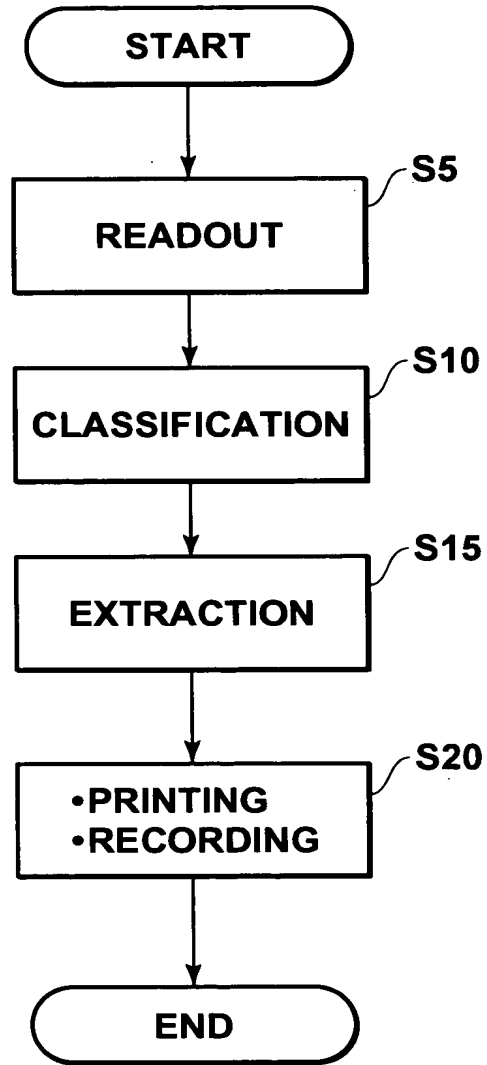 START
S5
READOUT
S10
CLASSIFICATION
S15
EXTRACTION
S20
•PRINTING
•RECORDING
END